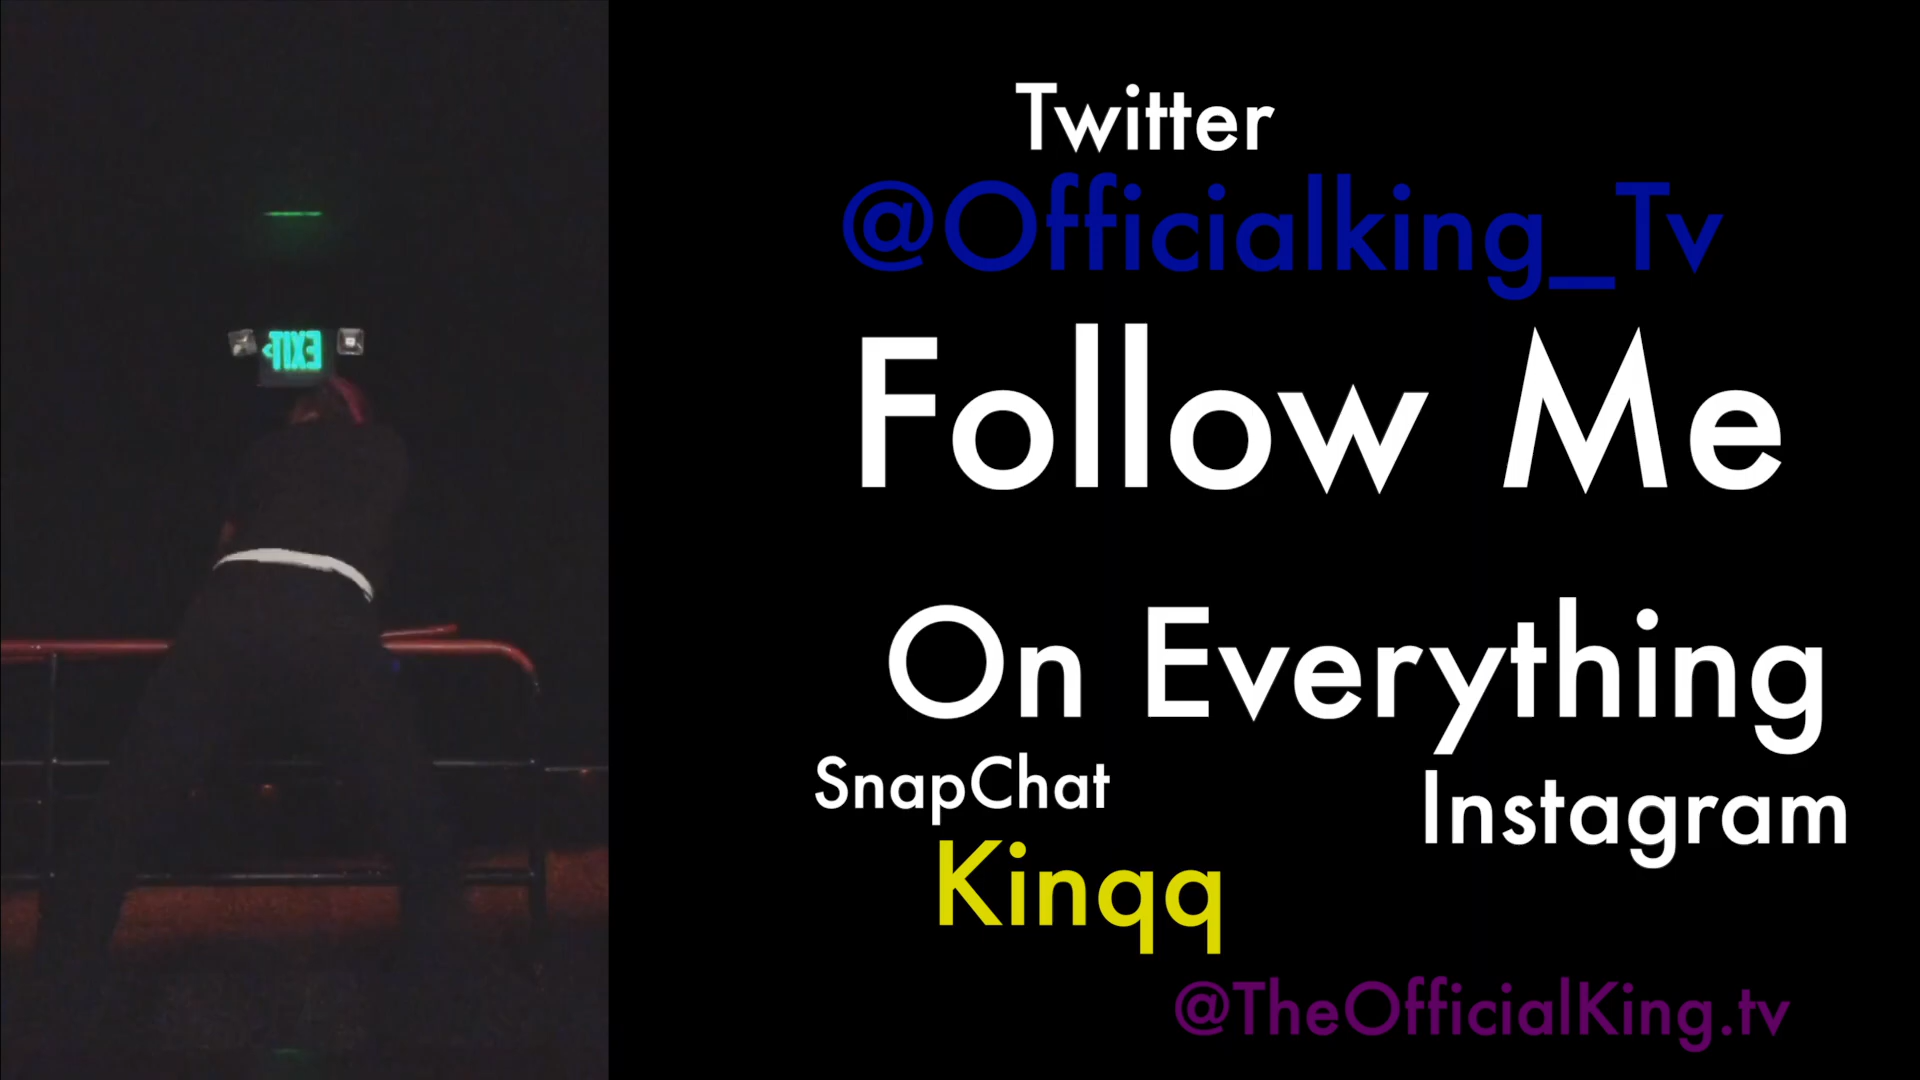 Twitter
@Officialking_Tv
Follow Me
On Everything
SnapChat
Instagram
Kinqq
@TheOfficialKing.tv
EXIT